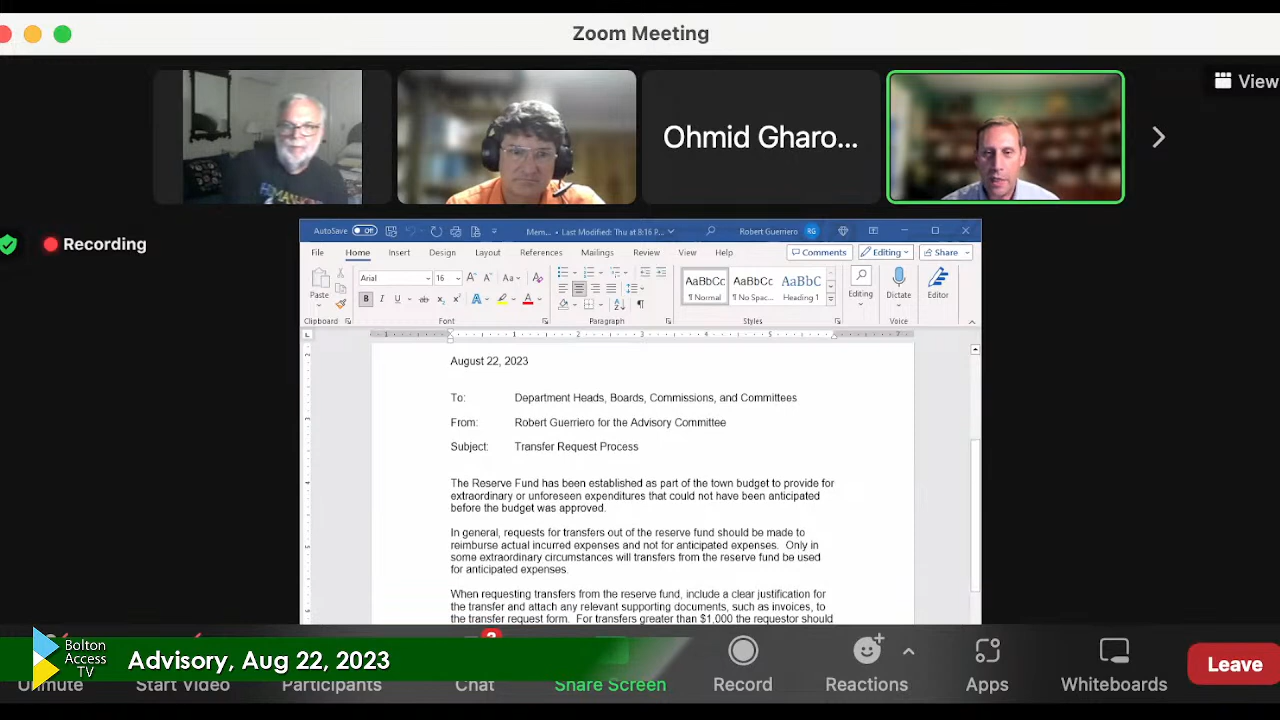 Zoom Meeting
View
Ohmid Gharo...
Recording
AutoSave Off Mem... • Last Modified: Thu at 8:16 P... Robert Guerriero RG
File Home Insert Draw Design Layout References Mailings Review View Help Comments Editing Share
Arial 16 A A Aa A
Paste B I U ab x₂ x² A A
AaBbCc AaBbCc AaBbC
¶ Normal ¶ No Spac... Heading 1
Editing Dictate Editor
Clipboard Font Paragraph Styles Voice
August 22, 2023
To: Department Heads, Boards, Commissions, and Committees
From: Robert Guerriero for the Advisory Committee
Subject: Transfer Request Process
The Reserve Fund has been established as part of the town budget to provide for
extraordinary or unforeseen expenditures that could not have been anticipated
before the budget was approved.
In general, requests for transfers out of the reserve fund should be made to
reimburse actual incurred expenses and not for anticipated expenses. Only in
some extraordinary circumstances will transfers from the reserve fund be used
for anticipated expenses.
When requesting transfers from the reserve fund, include a clear justification for
the transfer and attach any relevant supporting documents, such as invoices, to
the transfer request form. For transfers greater than $1,000 the requestor should
Bolton
Access
TV
Advisory, Aug 22, 2023
Unmute Start Video Participants Chat Share Screen Record Reactions Apps Whiteboards Leave